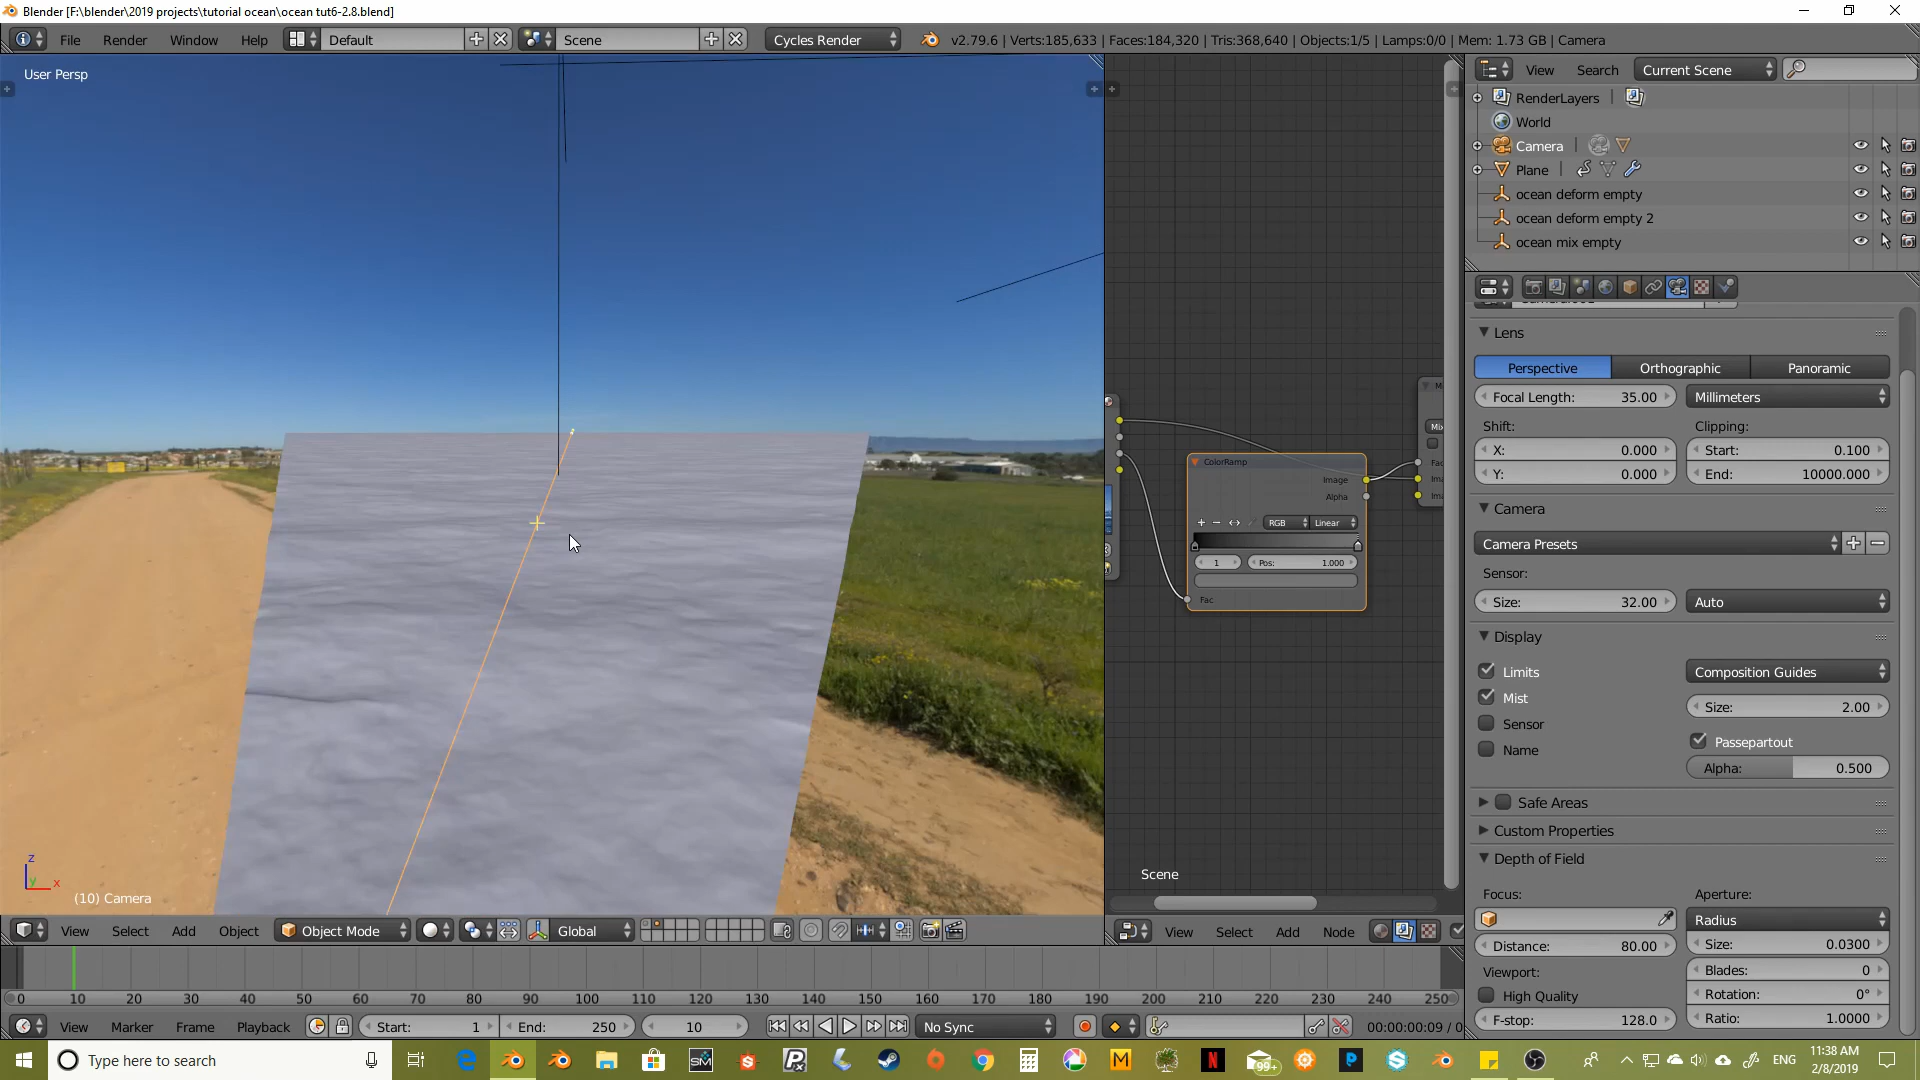 Blender [F:\blender\2019 projects\tutorial ocean\ocean tut6-2.8.blend]
File Render Window Help Default Scene Cycles Render v2.79.6 | Verts:185,633 | Faces:184,320 | Tris:368,640 | Objects:1/5 | Lamps:0/0 | Mem: 1.73 GB | Camera
User Persp
View Search Current Scene
RenderLayers
World
Camera
Plane
ocean deform empty
ocean deform empty 2
ocean mix empty
Lens
Perspective Orthographic Panoramic
Focal Length: 35.00 Millimeters
Shift: Clipping:
X: 0.000 Start: 0.100
Y: 0.000 End: 10000.000
Camera
Camera Presets
Sensor:
Size: 32.00 Auto
Display
Limits Composition Guides
Mist Size: 2.00
Sensor Passepartout
Name Alpha: 0.500
Safe Areas
Custom Properties
Depth of Field
Focus: Aperture:
Radius
Distance: 80.00 Size: 0.0300
Viewport: Blades: 0
High Quality Rotation: 0°
F-stop: 128.0 Ratio: 1.0000
ColorRamp
Image
Alpha
RGB Linear
1 Pos: 1.000
Fac
Mix
Fac
Scene
z
y x
(10) Camera
View Select Add Object Object Mode Global
View Select Add Node
0 10 20 30 40 50 60 70 80 90 100 110 120 130 140 150 160 170 180 190 200 210 220 230 240 250
View Marker Frame Playback Start: 1 End: 250 10 No Sync 00:00:00:09 / 0
Type here to search
SM
M
N
99+
P
S
ENG
11:38 AM
2/8/2019